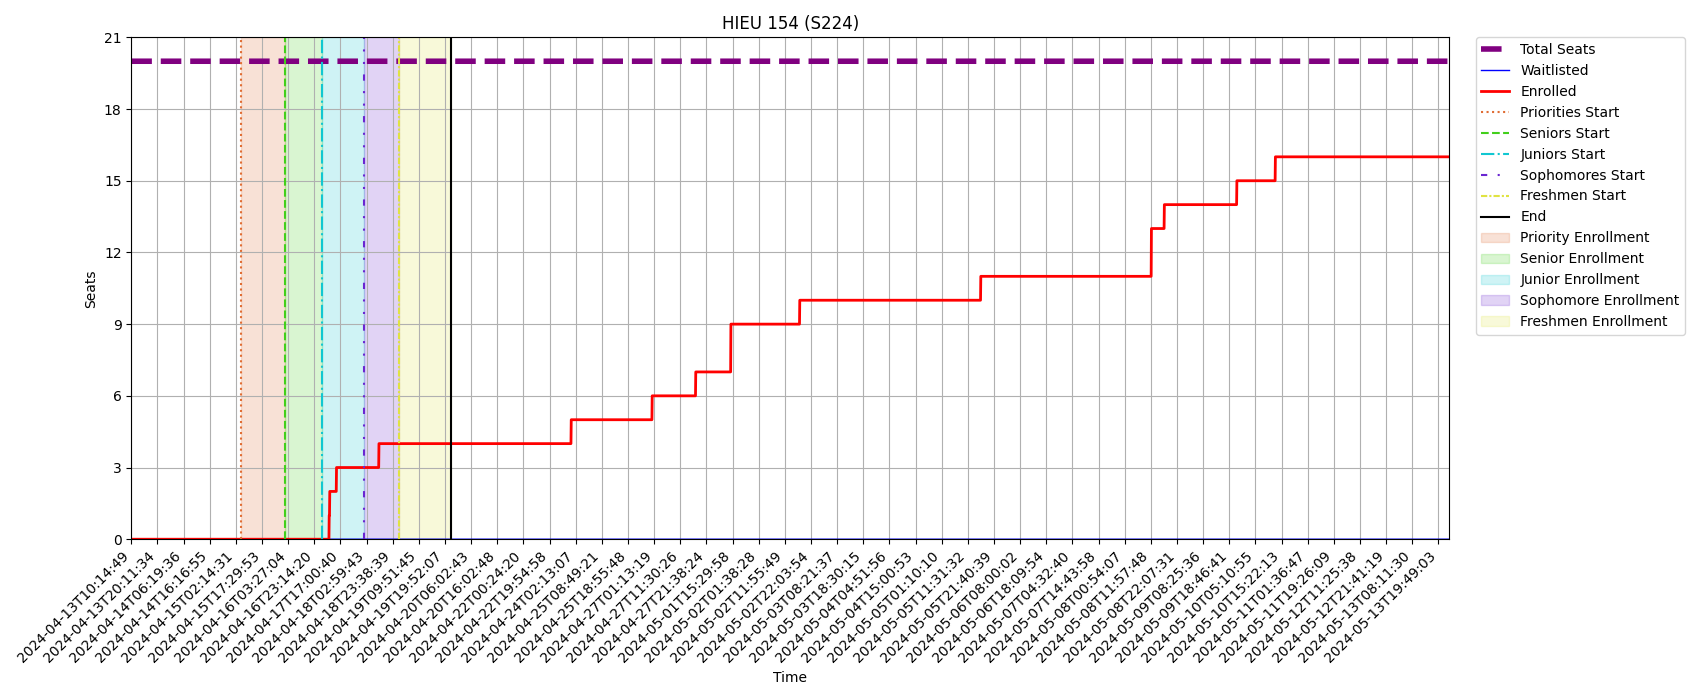 HIEU 154 (S224)
21
18
15
12
9
6
3
0
Seats
2024-04-13T10:14:49
2024-04-13T20:11:34
2024-04-14T06:19:36
2024-04-14T16:16:55
2024-04-15T02:14:31
2024-04-15T17:29:53
2024-04-16T03:27:04
2024-04-16T23:14:20
2024-04-17T17:00:40
2024-04-18T02:59:43
2024-04-18T23:38:39
2024-04-19T09:51:45
2024-04-19T19:52:07
2024-04-20T06:02:43
2024-04-20T16:02:48
2024-04-22T00:24:20
2024-04-22T19:54:58
2024-04-24T02:13:07
2024-04-25T08:49:21
2024-04-25T18:55:48
2024-04-27T01:13:19
2024-04-27T11:30:26
2024-04-27T21:38:24
2024-05-01T15:29:58
2024-05-02T01:38:28
2024-05-02T11:55:49
2024-05-02T22:03:54
2024-05-03T08:21:37
2024-05-03T18:30:15
2024-05-04T04:51:56
2024-05-04T15:00:53
2024-05-05T01:10:10
2024-05-05T11:31:32
2024-05-05T21:40:39
2024-05-06T08:00:02
2024-05-06T18:09:54
2024-05-07T04:32:40
2024-05-07T14:43:58
2024-05-08T00:54:07
2024-05-08T11:57:48
2024-05-08T22:07:31
2024-05-09T08:25:36
2024-05-09T18:46:41
2024-05-10T05:10:55
2024-05-10T15:22:13
2024-05-11T01:36:47
2024-05-11T19:26:09
2024-05-12T11:25:38
2024-05-12T21:41:19
2024-05-13T08:11:30
2024-05-13T19:49:03
Time
Total Seats
Waitlisted
Enrolled
Priorities Start
Seniors Start
Juniors Start
Sophomores Start
Freshmen Start
End
Priority Enrollment
Senior Enrollment
Junior Enrollment
Sophomore Enrollment
Freshmen Enrollment